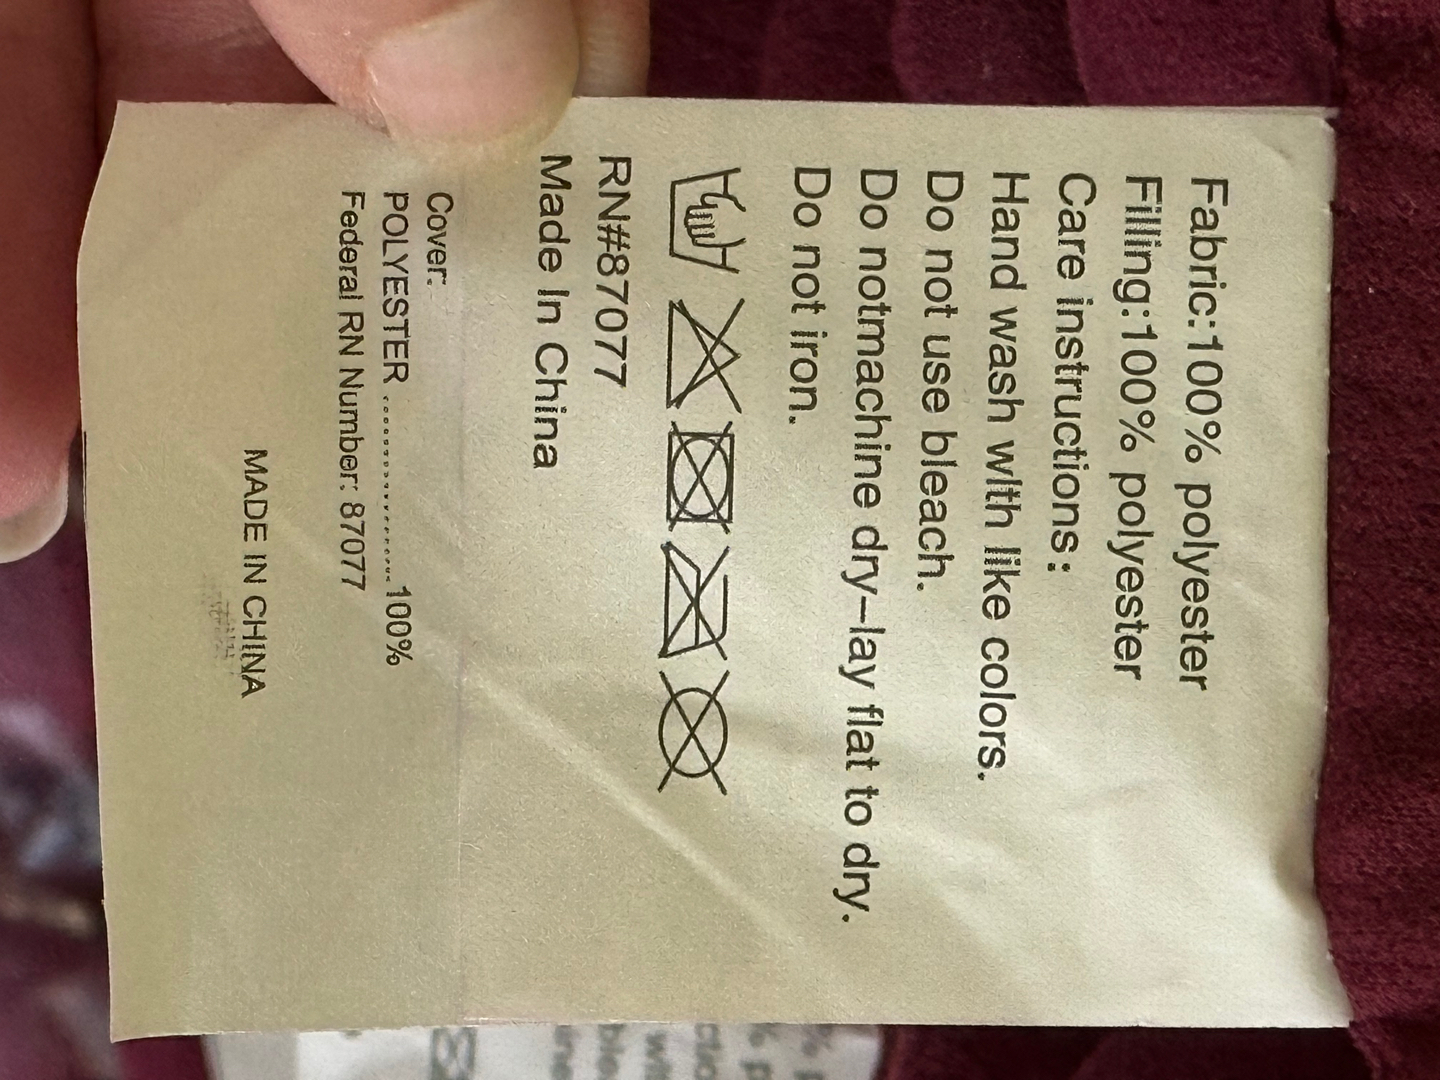 Fabric:100% polyester
Filling:100% polyester
Care instructions:
Hand wash with like colors.
Do not use bleach.
Do notmachine dry-lay flat to dry.
Do not iron.
RN#87077
Made In China
Cover:
POLYESTER ................ 100%
Federal RN Number: 87077
MADE IN CHINA